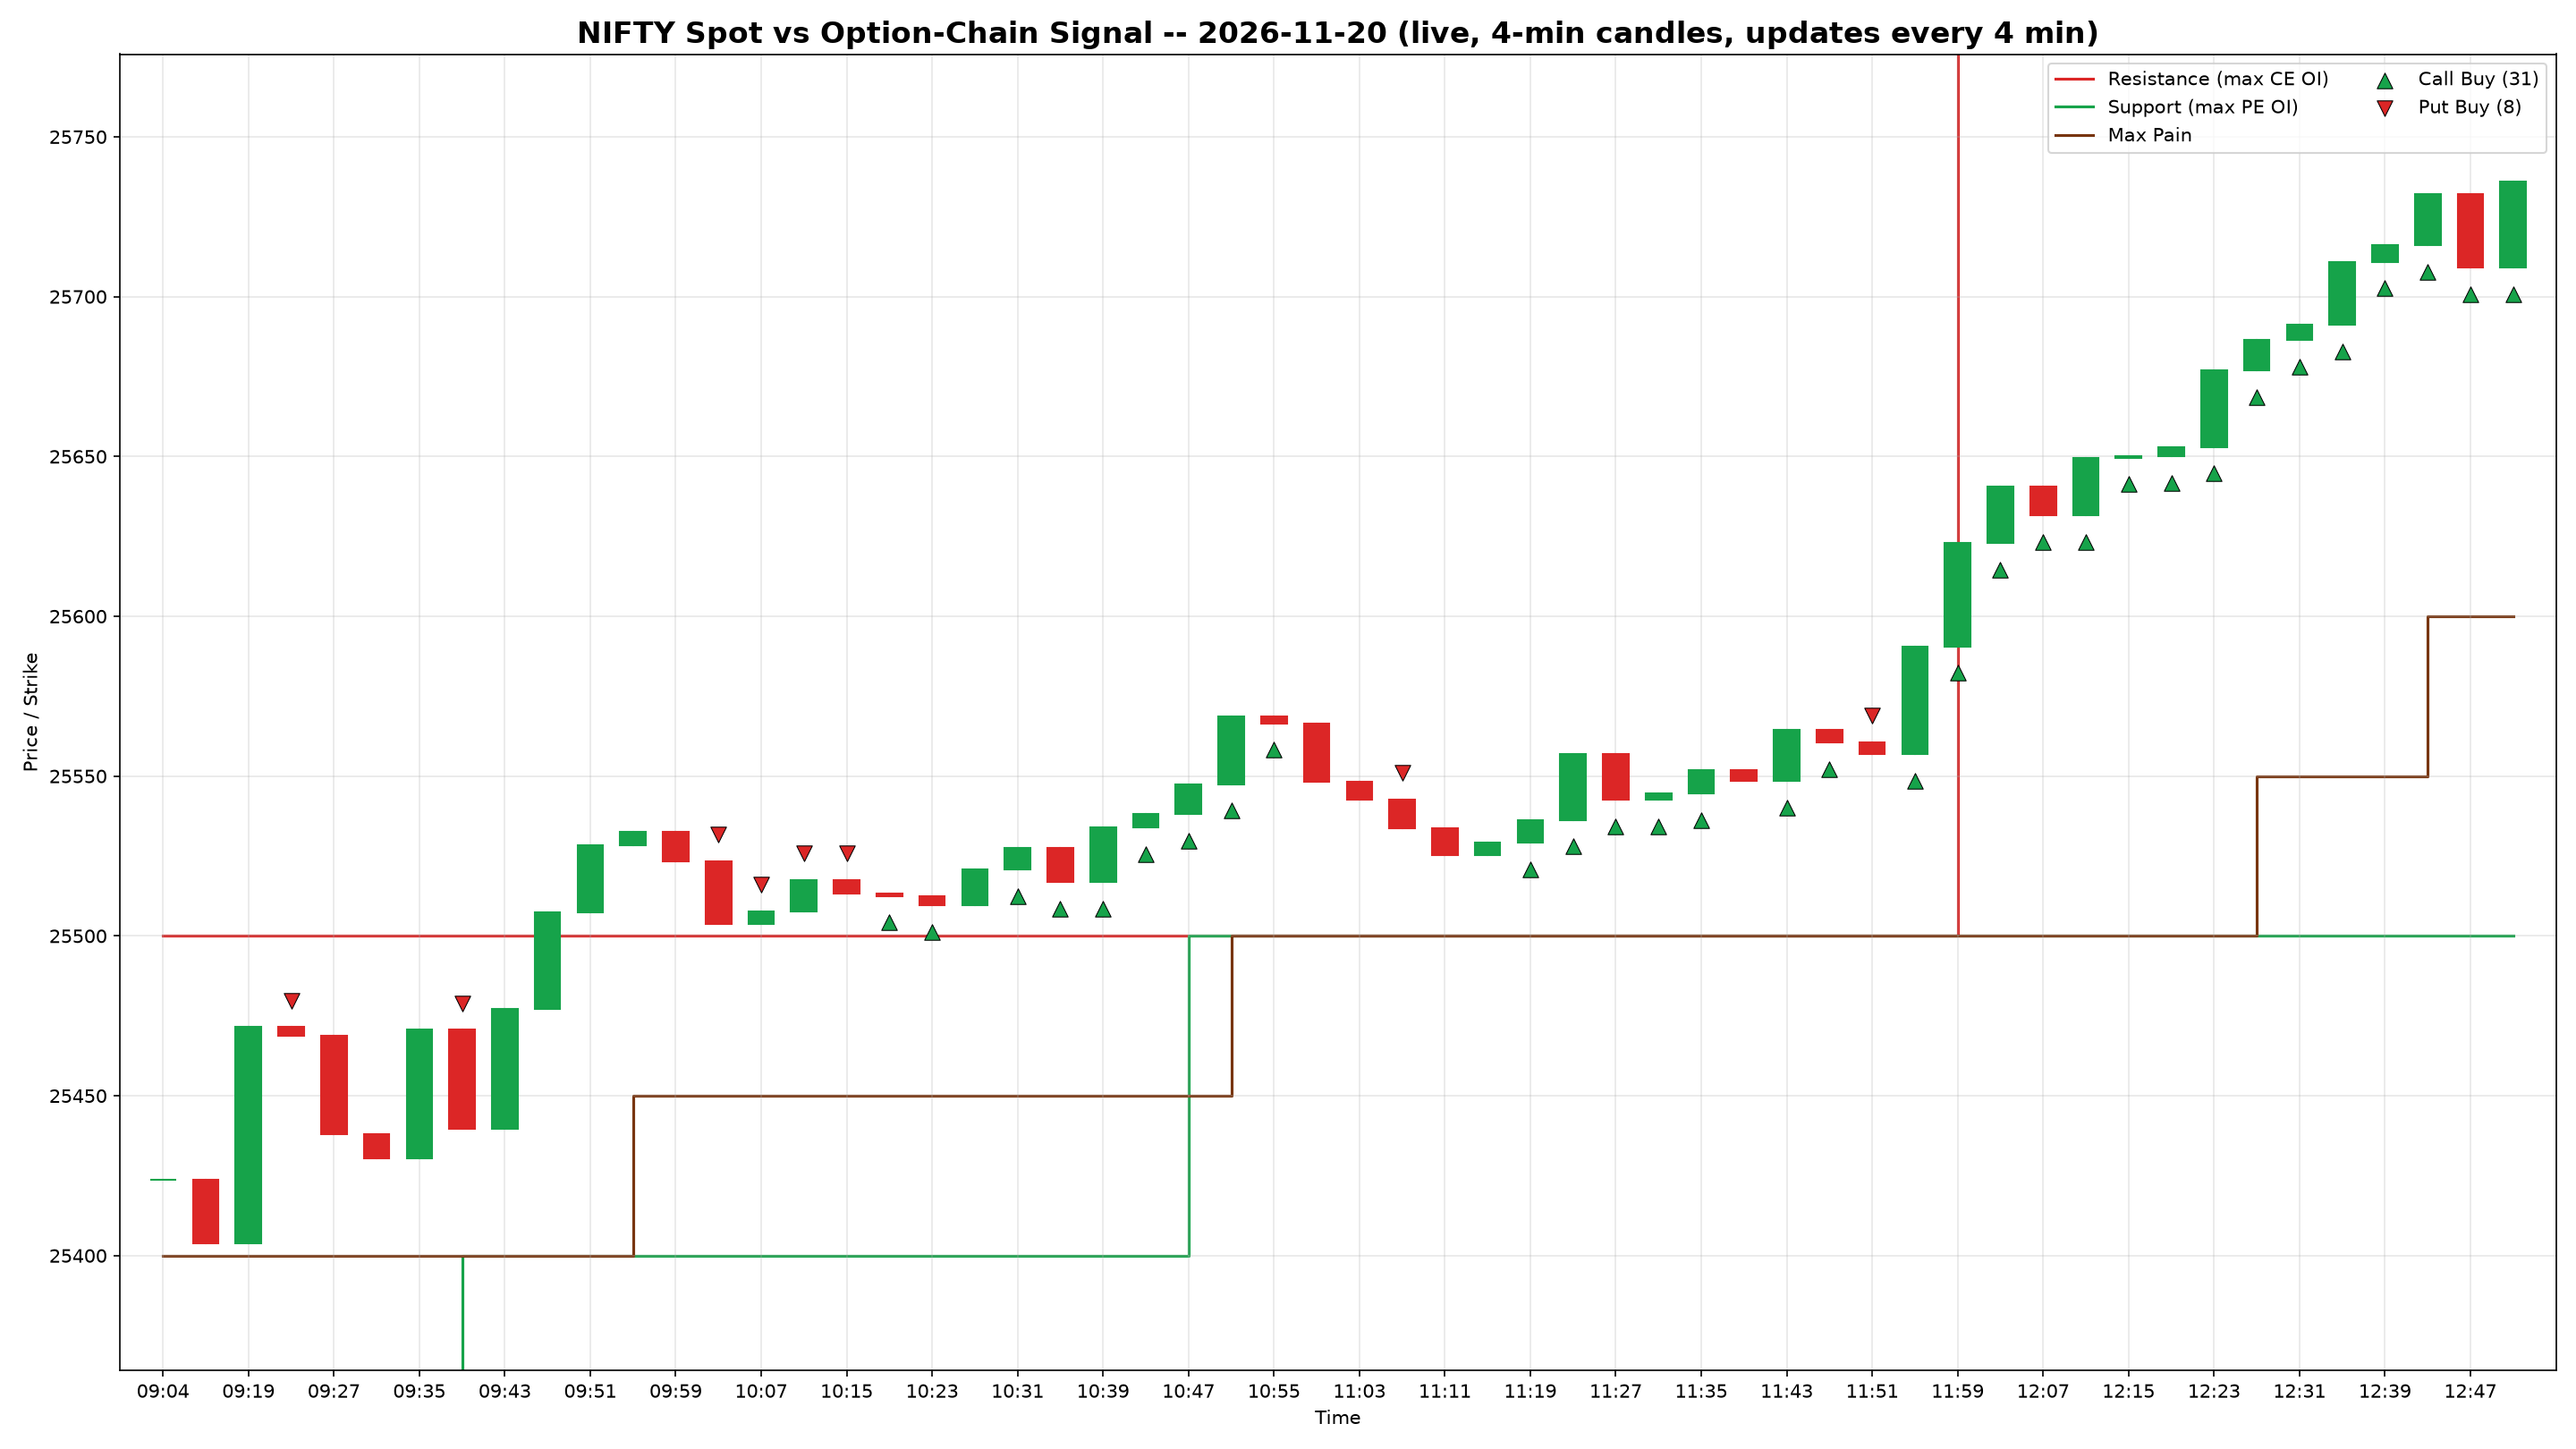 NIFTY Spot vs Option-Chain Signal -- 2026-11-20 (live, 4-min candles, updates every 4 min)
Resistance (max CE OI)
Support (max PE OI)
Max Pain
Call Buy (31)
Put Buy (8)
Price / Strike
25750
25700
25650
25600
25550
25500
25450
25400
09:04 09:19 09:27 09:35 09:43 09:51 09:59 10:07 10:15 10:23 10:31 10:39 10:47 10:55 11:03 11:11 11:19 11:27 11:35 11:43 11:51 11:59 12:07 12:15 12:23 12:31 12:39 12:47
Time